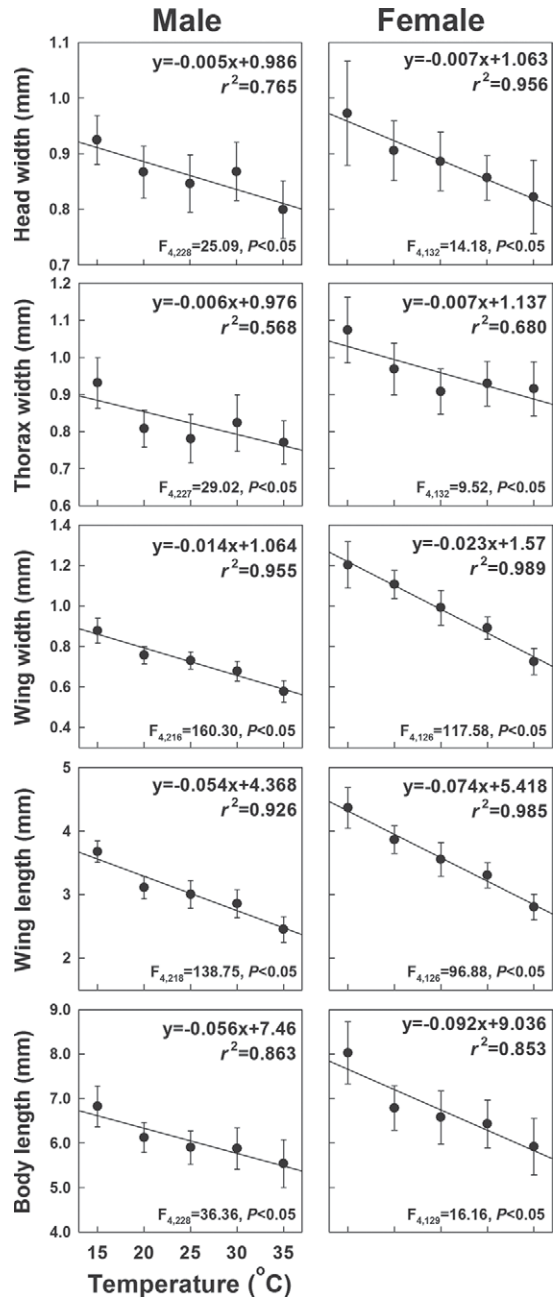 Male Female
Head width (mm)
1.1
1.0
0.9
0.8
0.7
y=-0.005x+0.986
r²=0.765
F4,228=25.09, P<0.05
y=-0.007x+1.063
r²=0.956
F4,132=14.18, P<0.05
Thorax width (mm)
1.2
1.1
1.0
0.9
0.8
0.7
0.6
y=-0.006x+0.976
r²=0.568
F4,227=29.02, P<0.05
y=-0.007x+1.137
r²=0.680
F4,132=9.52, P<0.05
Wing width (mm)
1.4
1.2
1.0
0.8
0.6
0.4
y=-0.014x+1.064
r²=0.955
F4,216=160.30, P<0.05
y=-0.023x+1.57
r²=0.989
F4,126=117.58, P<0.05
Wing length (mm)
5
4
3
2
y=-0.054x+4.368
r²=0.926
F4,218=138.75, P<0.05
y=-0.074x+5.418
r²=0.985
F4,126=96.88, P<0.05
Body length (mm)
9.0
8.0
7.0
6.0
5.0
4.0
y=-0.056x+7.46
r²=0.863
F4,228=36.36, P<0.05
y=-0.092x+9.036
r²=0.853
F4,129=16.16, P<0.05
15 20 25 30 35 15 20 25 30 35
Temperature (°C)